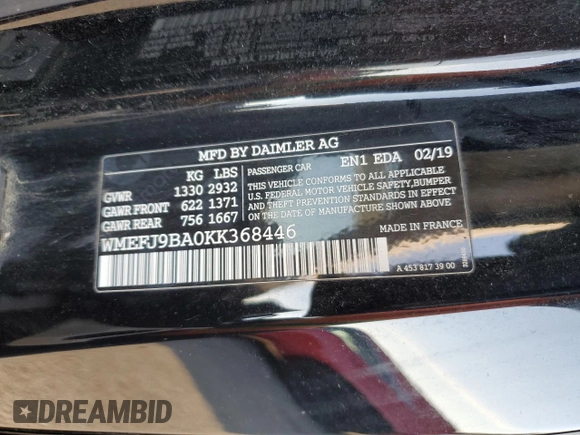 MFD BY DAIMLER AG
KG LBS
GVWR 1330 2932
GAWR FRONT 622 1371
GAWR REAR 756 1667
PASSENGER CAR EN1 EDA 02/19
THIS VEHICLE CONFORMS TO ALL APPLICABLE
U.S. FEDERAL MOTOR VEHICLE SAFETY, BUMPER
AND THEFT PREVENTION STANDARDS IN EFFECT ON
THE DATE OF MANUFACTURE SHOWN ABOVE.
WMEFJ9BA0KK368446
MADE IN FRANCE
A 453 817 39 00
DREAMBID